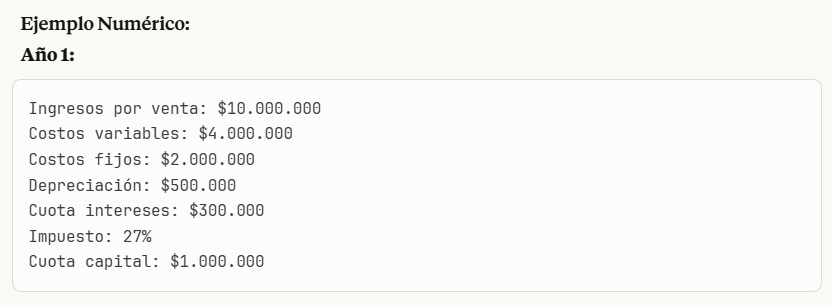 Ejemplo Numérico:
Año 1:
Ingresos por venta: $10.000.000
Costos variables: $4.000.000
Costos fijos: $2.000.000
Depreciación: $500.000
Cuota intereses: $300.000
Impuesto: 27%
Cuota capital: $1.000.000